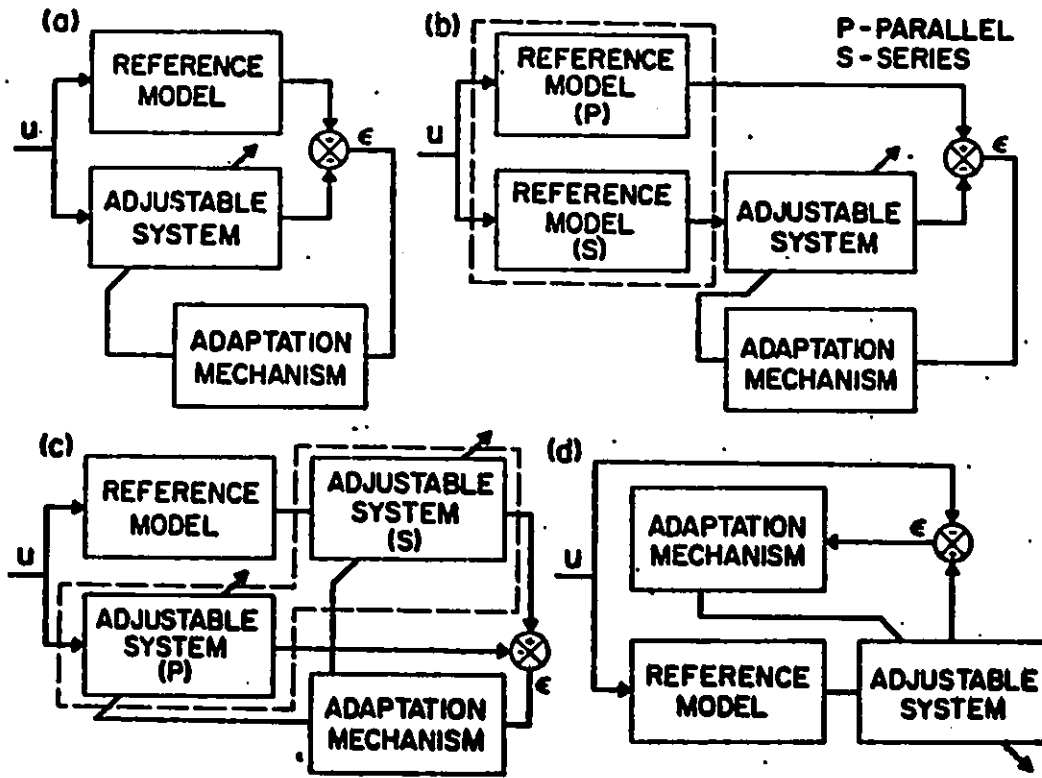 (a)
REFERENCE
MODEL
u
ϵ
ADJUSTABLE
SYSTEM
ADAPTATION
MECHANISM
(b)
P-PARALLEL
S-SERIES
REFERENCE
MODEL
(P)
u
ϵ
REFERENCE
MODEL
(S)
ADJUSTABLE
SYSTEM
ADAPTATION
MECHANISM
(c)
REFERENCE
MODEL
ADJUSTABLE
SYSTEM
(S)
u
ADJUSTABLE
SYSTEM
(P)
ϵ
ADAPTATION
MECHANISM
(d)
ADAPTATION
MECHANISM
ϵ
u
REFERENCE
MODEL
ADJUSTABLE
SYSTEM